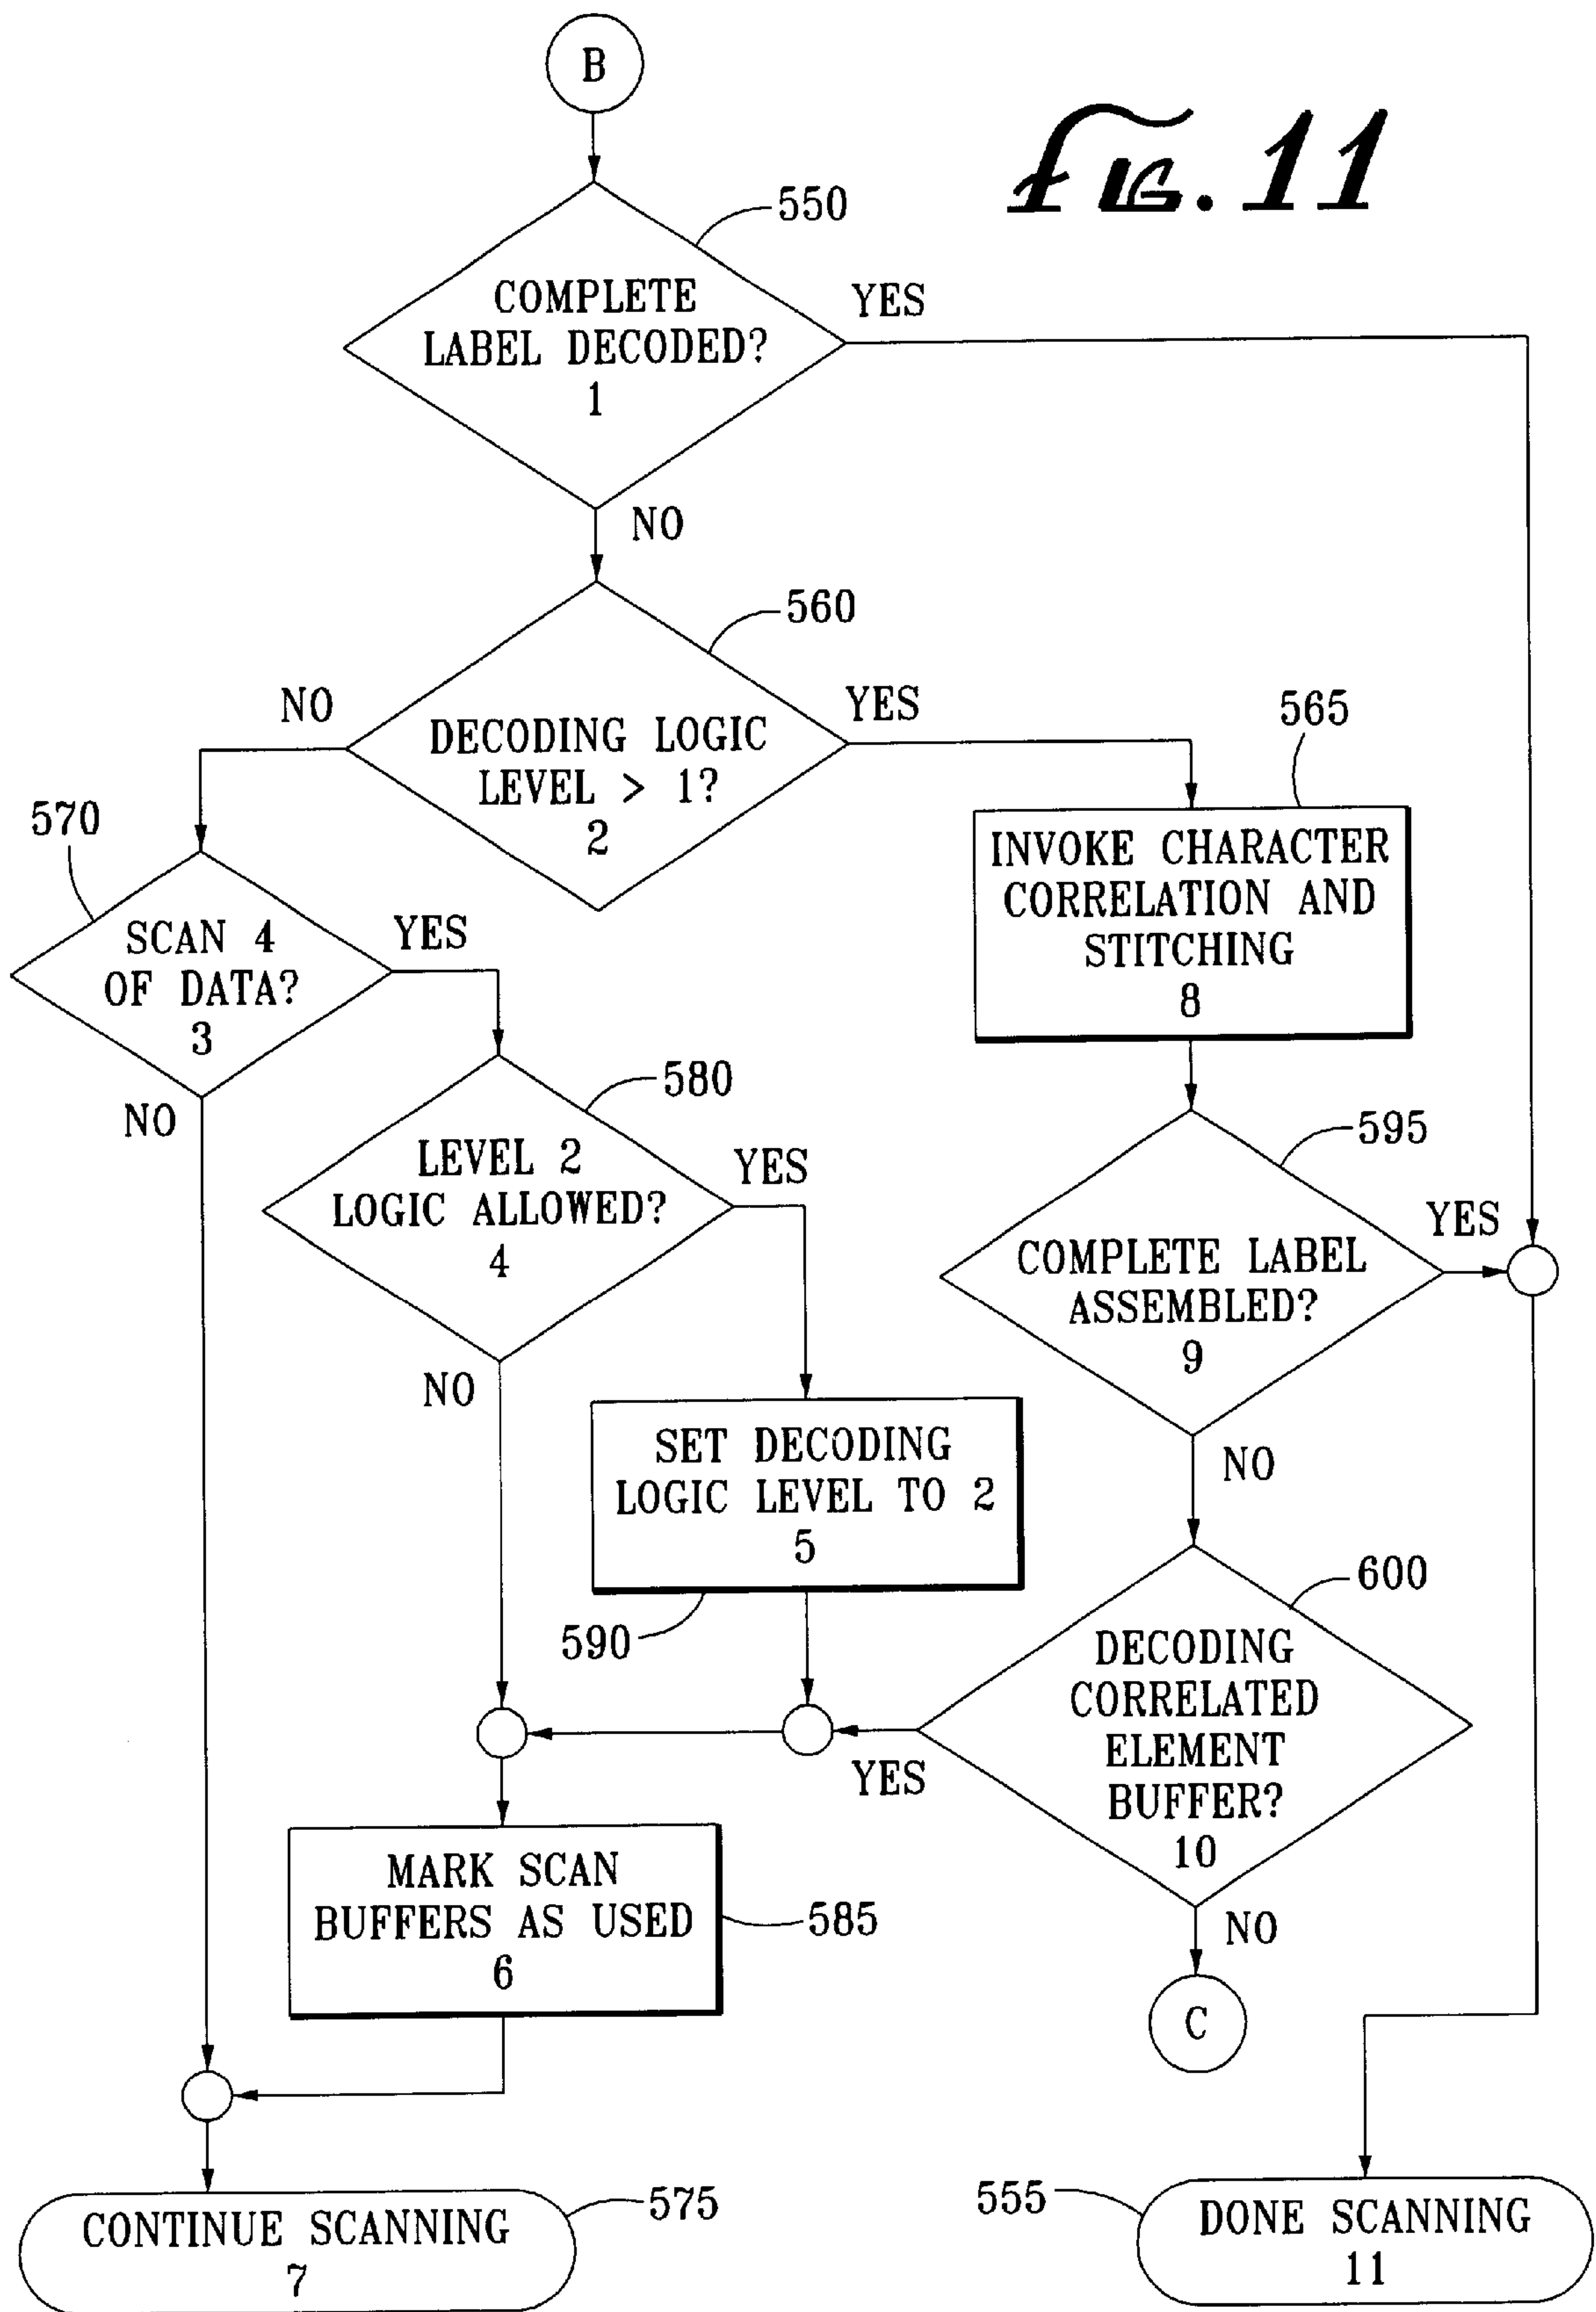 B
FIG. 11
550
COMPLETE
LABEL DECODED?
1
YES
NO
560
DECODING LOGIC
LEVEL > 1?
2
NO
YES
565
INVOKE CHARACTER
CORRELATION AND
STITCHING
8
570
SCAN 4
OF DATA?
3
YES
NO
580
LEVEL 2
LOGIC ALLOWED?
4
YES
NO
595
COMPLETE LABEL
ASSEMBLED?
9
YES
NO
SET DECODING
LOGIC LEVEL TO 2
5
590
600
DECODING
CORRELATED
ELEMENT
BUFFER?
10
YES
NO
MARK SCAN
BUFFERS AS USED
6
585
C
CONTINUE SCANNING
7
575
555
DONE SCANNING
11